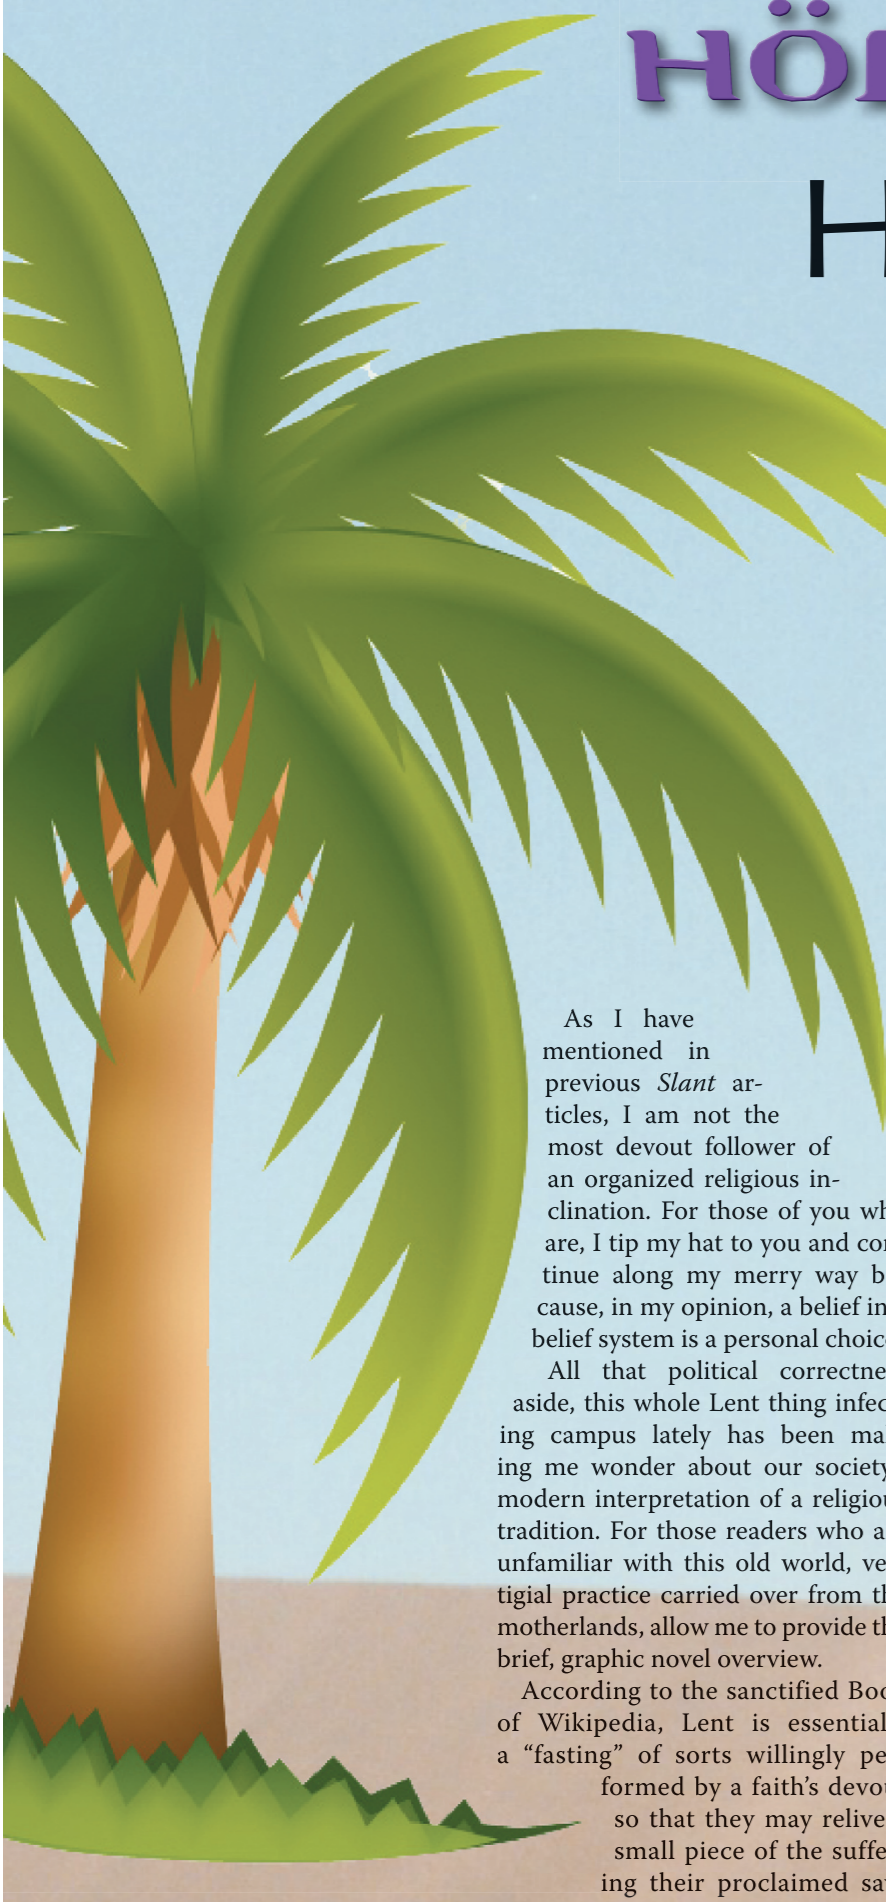 HÖ
H
As I have
mentioned in
previous Slant ar-
ticles, I am not the
most devout follower of
an organized religious in-
clination. For those of you
are, I tip my hat to you and
tinue along my merry way
cause, in my opinion, a belief in
belief system is a personal
All that political
aside, this whole Lent thing
ing campus lately has been
ing me wonder about our
modern interpretation of a
tradition. For those readers who
unfamiliar with this old world,
tigial practice carried over from
motherlands, allow me to provide
brief, graphic novel overview.
According to the sanctified
of Wikipedia, Lent is
a “fasting” of sorts willingly
formed by a faith’s
so that they may relive
small piece of the
ing their proclaimed